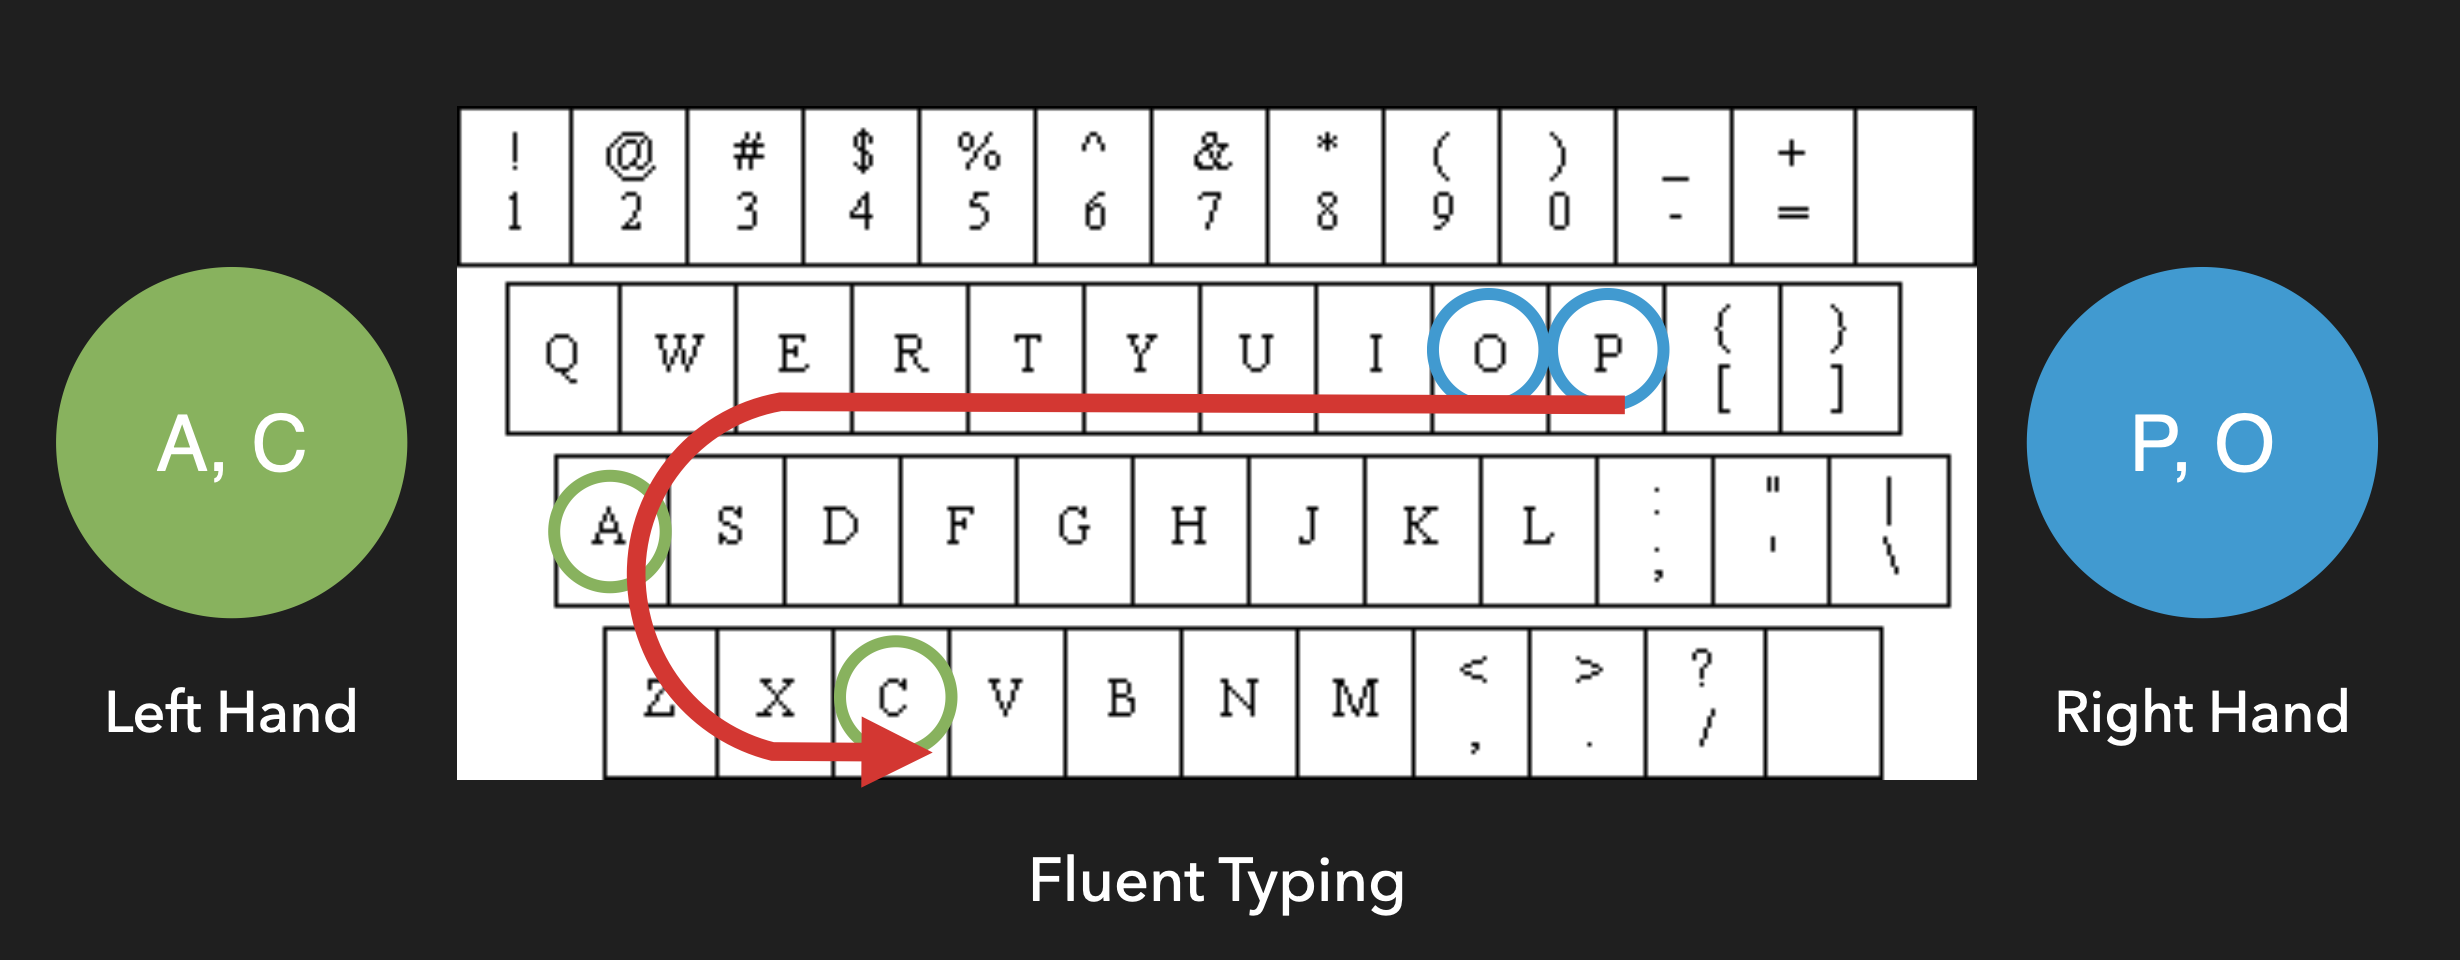 ! @ # $ % ^ & * ( ) _ +
1 2 3 4 5 6 7 8 9 0 - =
Q W E R T Y U I O P { }
[ ]
A S D F G H J K L : " |
; ' \
Z X C V B N M < > ?
, . /
A, C
Left Hand
P, O
Right Hand
Fluent Typing